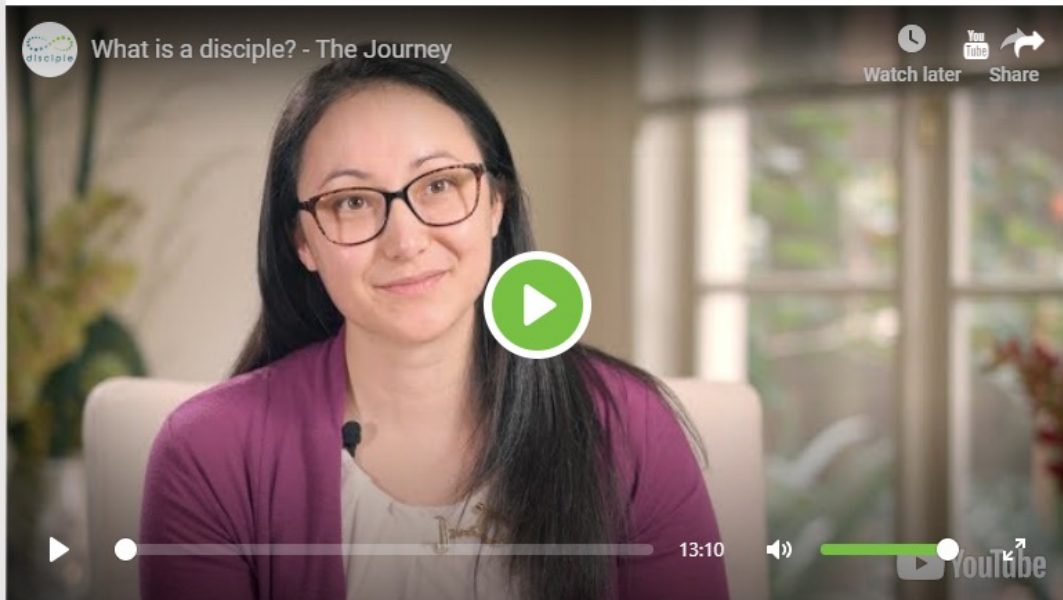 disciple
What is a disciple? - The Journey
You
Tube
Watch later
Share
13:10
YouTube